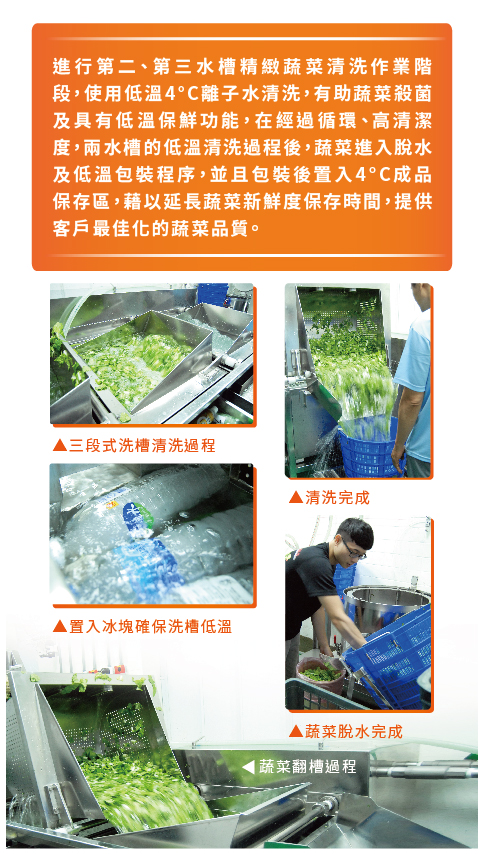 進行第二、第三水槽精緻蔬菜清洗作業階
段，使用低溫4°C離子水清洗，有助蔬菜殺菌
及具有低溫保鮮功能，在經過循環、高清潔
度，兩水槽的低溫清洗過程後，蔬菜進入脫水
及低溫包裝程序，並且包裝後置入4°C成品
保存區，藉以延長蔬菜新鮮度保存時間，提供
客戶最佳化的蔬菜品質。
▲三段式洗槽清洗過程
▲清洗完成
▲置入冰塊確保洗槽低溫
▲蔬菜脫水完成
◀蔬菜翻槽過程